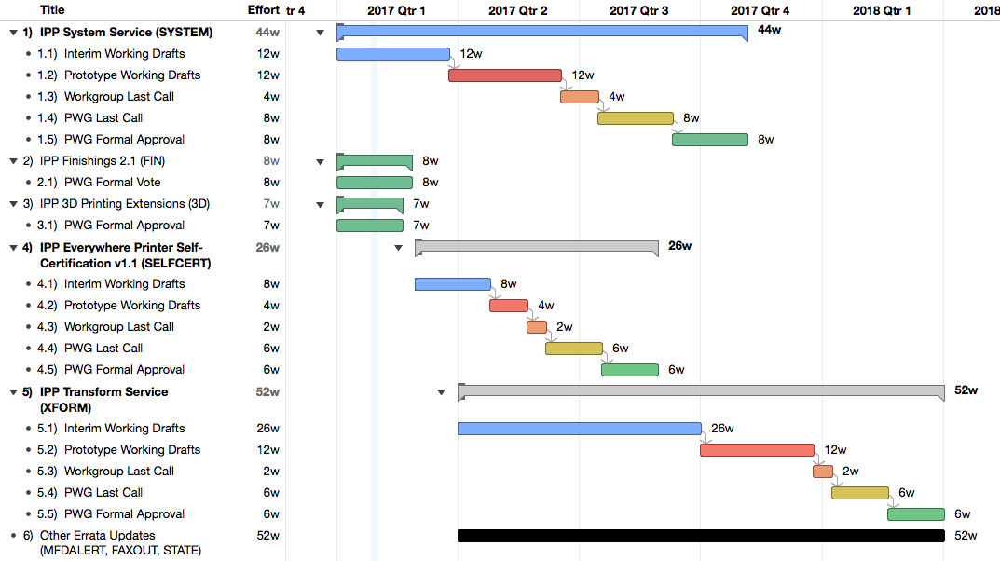 Title Effort tr 4 2017 Qtr 1 2017 Qtr 2 2017 Qtr 3 2017 Qtr 4 2018 Qtr 1 2018
1) IPP System Service (SYSTEM) 44w 44w
1.1) Interim Working Drafts 12w 12w
1.2) Prototype Working Drafts 12w 12w
1.3) Workgroup Last Call 4w 4w
1.4) PWG Last Call 8w 8w
1.5) PWG Formal Approval 8w 8w
2) IPP Finishings 2.1 (FIN) 8w 8w
2.1) PWG Formal Vote 8w 8w
3) IPP 3D Printing Extensions (3D) 7w 7w
3.1) PWG Formal Approval 7w 7w
4) IPP Everywhere Printer Self- 26w 26w
Certification v1.1 (SELFCERT)
4.1) Interim Working Drafts 8w 8w
4.2) Prototype Working Drafts 4w 4w
4.3) Workgroup Last Call 2w 2w
4.4) PWG Last Call 6w 6w
4.5) PWG Formal Approval 6w 6w
5) IPP Transform Service 52w 52w
(XFORM)
5.1) Interim Working Drafts 26w 26w
5.2) Prototype Working Drafts 12w 12w
5.3) Workgroup Last Call 2w 2w
5.4) PWG Last Call 6w 6w
5.5) PWG Formal Approval 6w 6w
6) Other Errata Updates 52w 52w
(MFDALERT, FAXOUT, STATE)